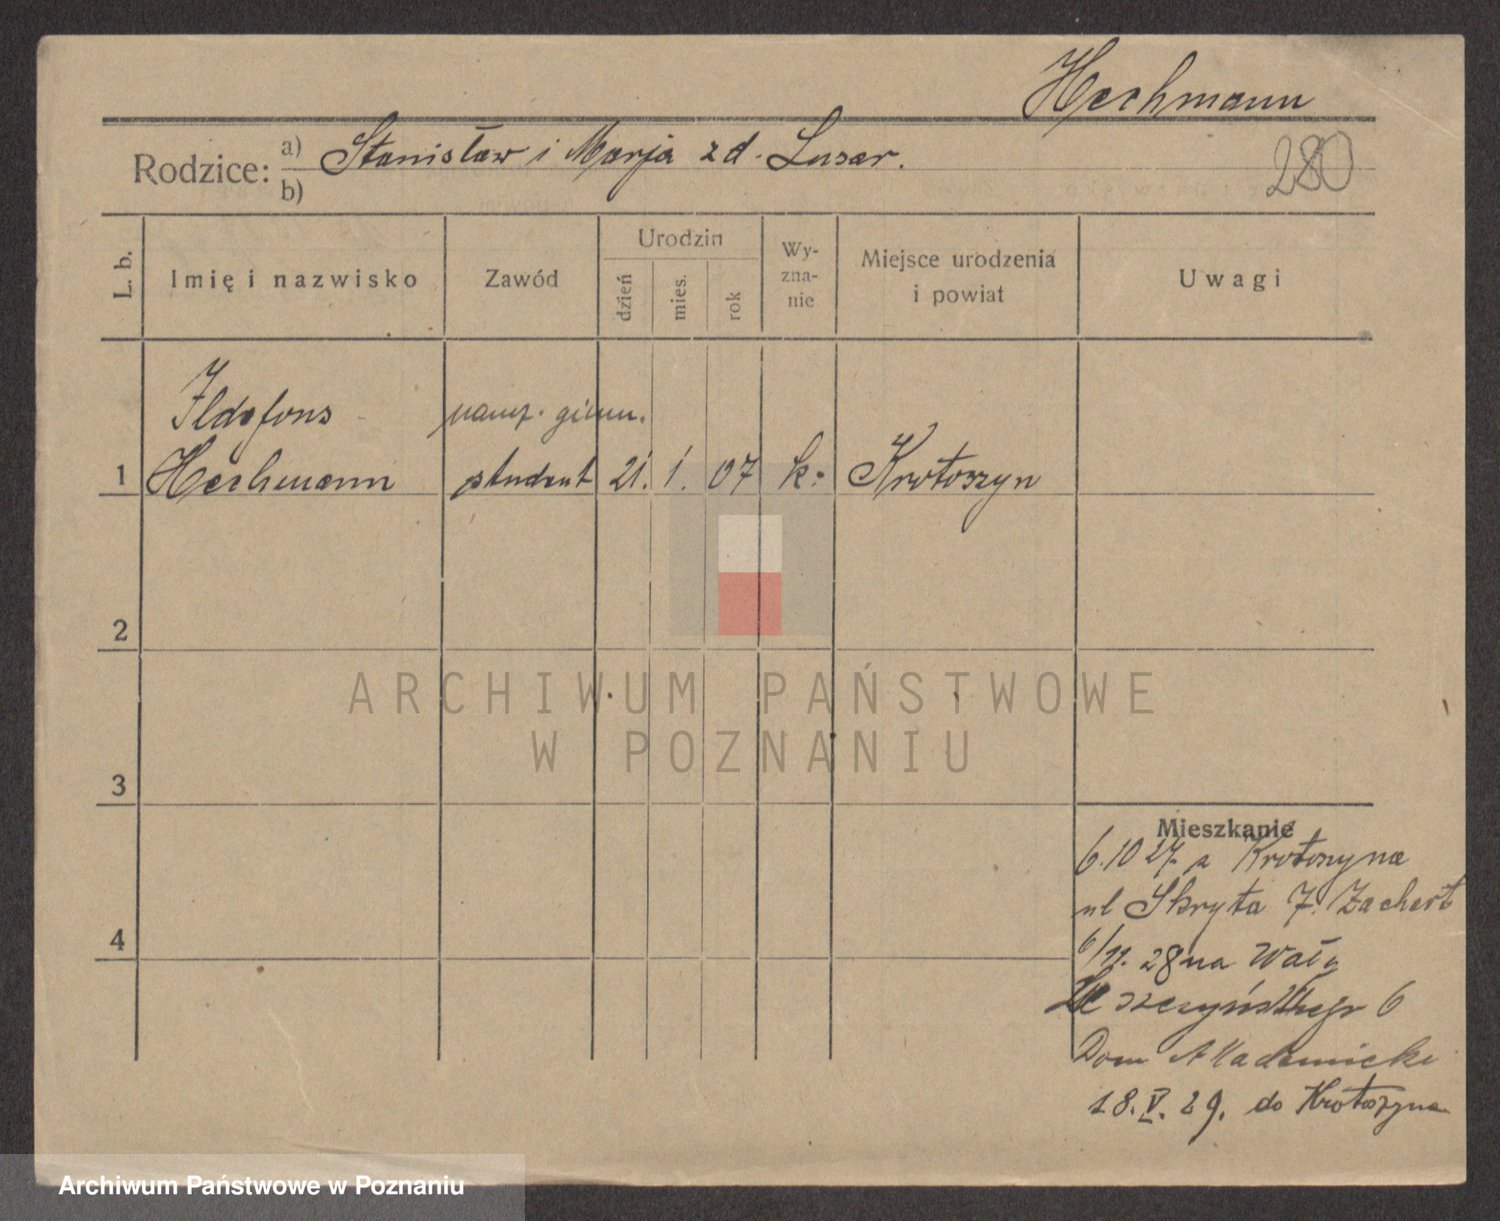 Hechmann
Rodzice: a) Stanisław i Marja z d. Lusar.
b)
280
L. b.
Imię i nazwisko
Zawód
Urodzin
dzień
mies.
rok
Wy-
zna-
nie
Miejsce urodzenia
i powiat
Uwagi
Ildefons
naucz. gimn.
1 Hechmann student 21. 1. 07 k. Krotoszyn
2
3
4
ARCHIWUM PAŃSTWOWE
W POZNANIU
Mieszkanie
6.10 27. z Krotoszyna
ul Skryta 7. Zachert
6/11. 28 na Wały
Leszczyńskiego 6
Dom Akademicki
18. V. 29. do Krotoszyna
Archiwum Państwowe w Poznaniu